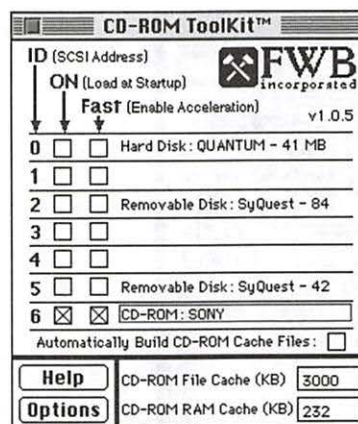 CD-ROM ToolKit™
ID (SCSI Address)
FWB
incorporated
ON (Load at Startup)
Fast (Enable Acceleration)
v1.0.5
0 Hard Disk: QUANTUM - 41 MB
1
2 Removable Disk: SyQuest - 84
3
4
5 Removable Disk: SyQuest - 42
6 CD-ROM: SONY
Automatically Build CD-ROM Cache Files:
Help
CD-ROM File Cache (KB) 3000
Options
CD-ROM RAM Cache (KB) 232